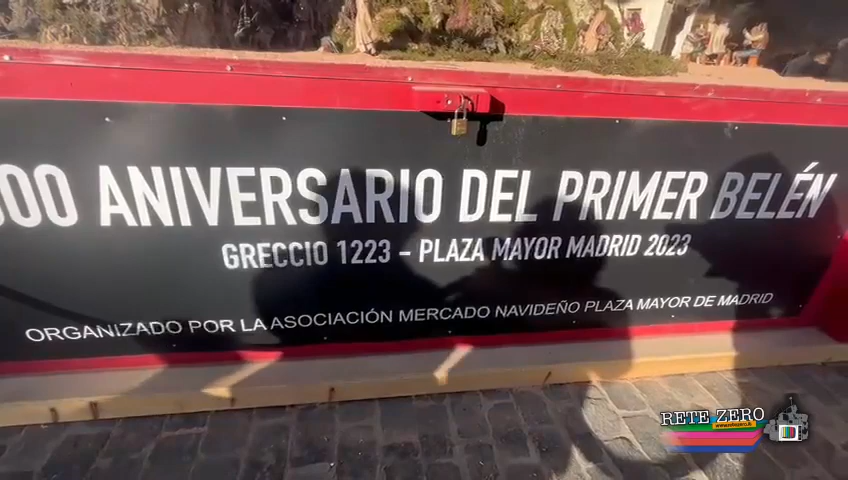 00 ANIVERSARIO DEL PRIMER BELÉN
GRECCIO 1223 - PLAZA MAYOR MADRID 2023
ORGANIZADO POR LA ASOCIACIÓN MERCADO NAVIDEÑO PLAZA MAYOR DE MADRID
RETE ZERO